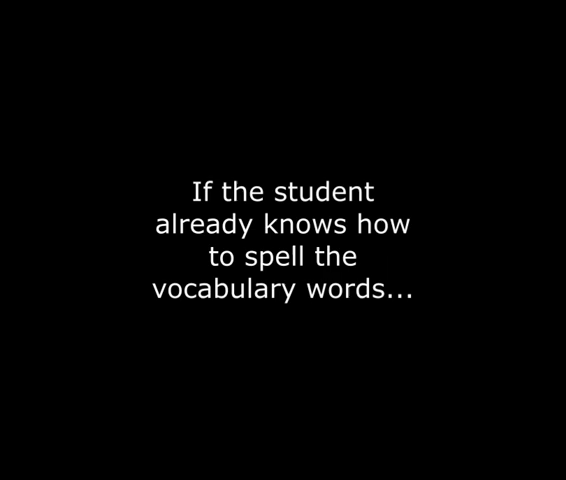 If the student
already knows how
to spell the
vocabulary words...